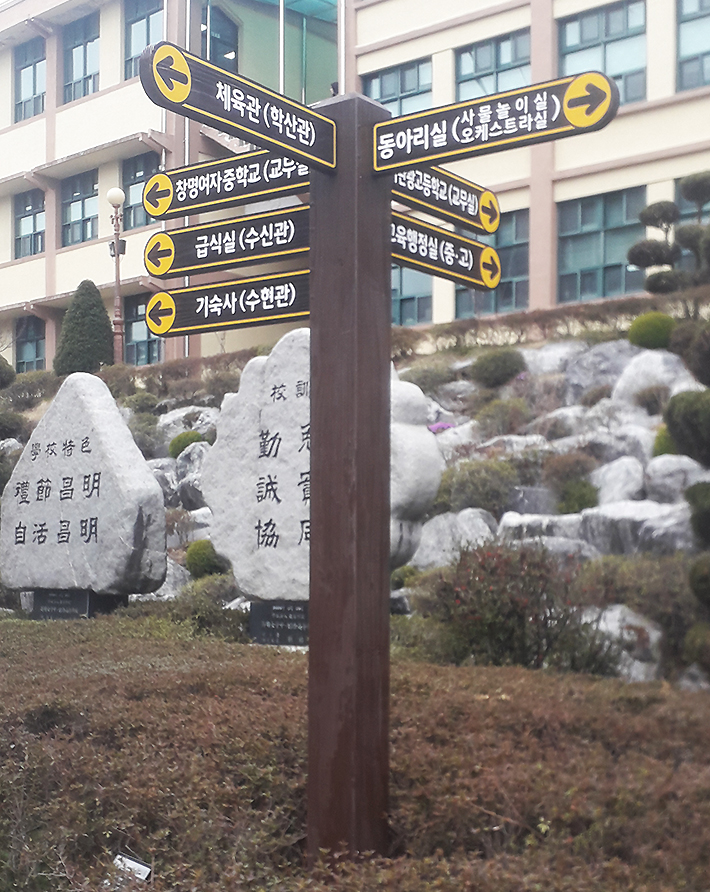 체육관 (학산관)
창명여자중학교 (교무실)
급식실 (수신관)
기숙사 (수현관)
동아리실 (사물놀이실 오케스트라실)
고등학교 (교무실)
교육행정실 (중·고)
校訓
勤
誠
協
學校特色
禮節昌明
自活昌明